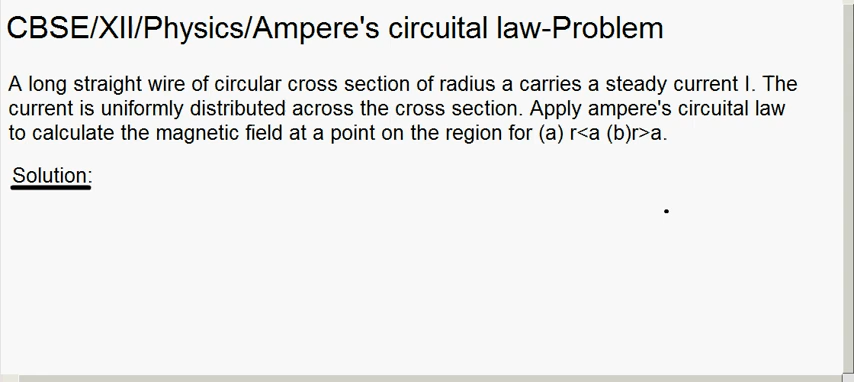 CBSE/XII/Physics/Ampere's circuital law-Problem
A long straight wire of circular cross section of radius a carries a steady current I. The
current is uniformly distributed across the cross section. Apply ampere's circuital law
to calculate the magnetic field at a point on the region for (a) r<a (b)r>a.
Solution: